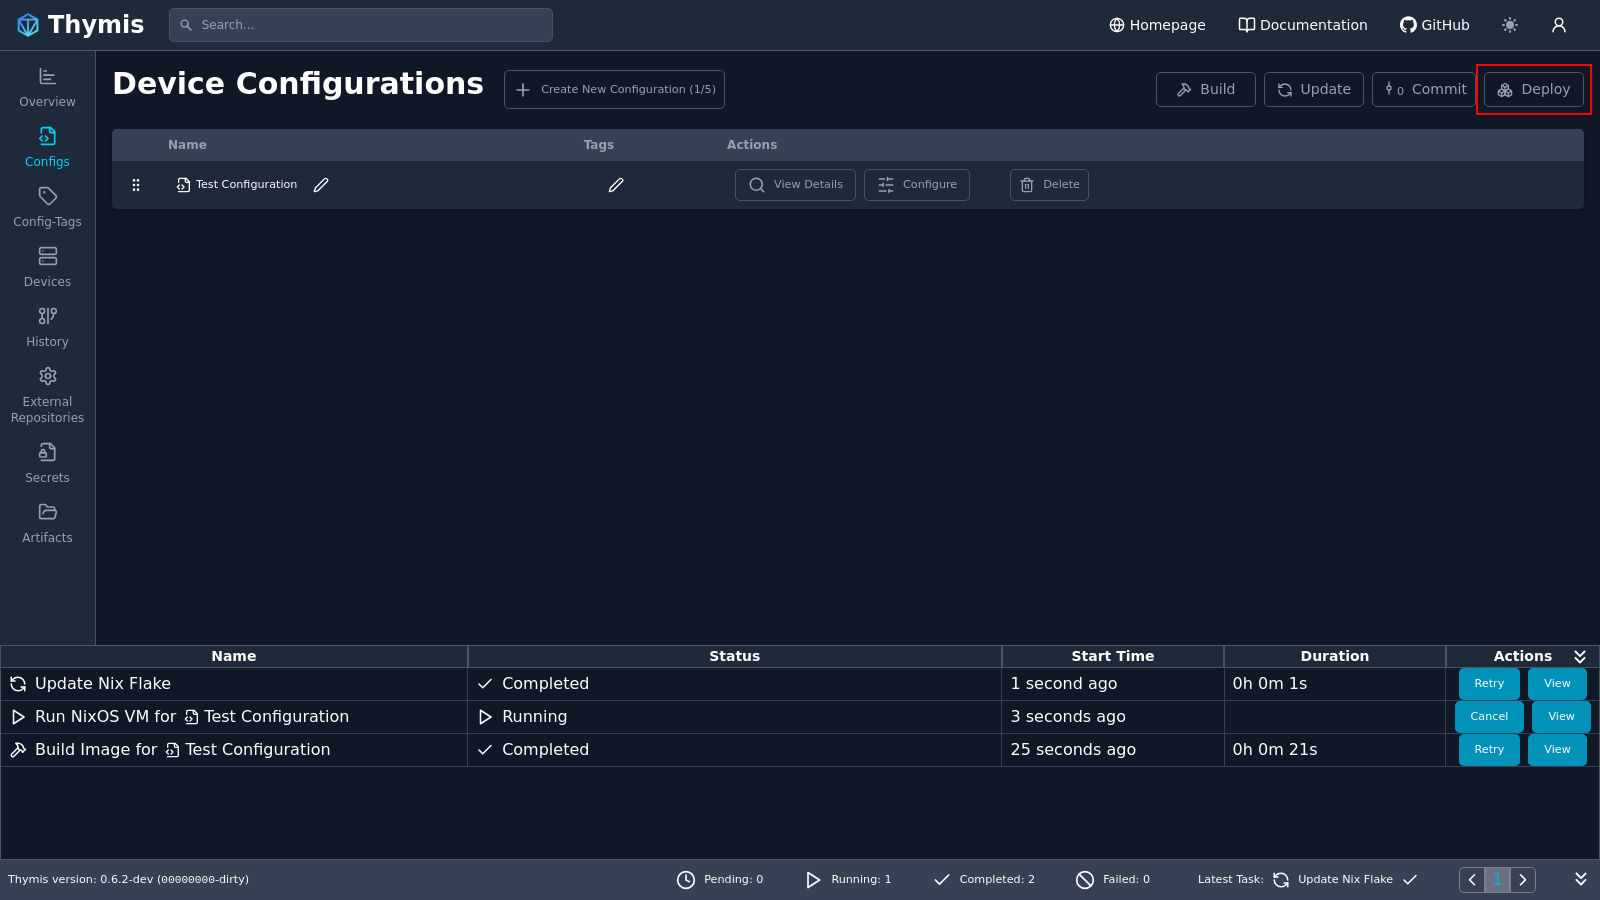 Thymis
Search...
Homepage
Documentation
GitHub
Overview
Configs
Config-Tags
Devices
History
External
Repositories
Secrets
Artifacts
Device Configurations
Create New Configuration (1/5)
Build
Update
0 Commit
Deploy
Name Tags Actions
Test Configuration View Details Configure Delete
Name Status Start Time Duration Actions
Update Nix Flake Completed 1 second ago 0h 0m 1s Retry View
Run NixOS VM for Test Configuration Running 3 seconds ago Cancel View
Build Image for Test Configuration Completed 25 seconds ago 0h 0m 21s Retry View
Thymis version: 0.6.2-dev (00000000-dirty) Pending: 0 Running: 1 Completed: 2 Failed: 0 Latest Task: Update Nix Flake 1